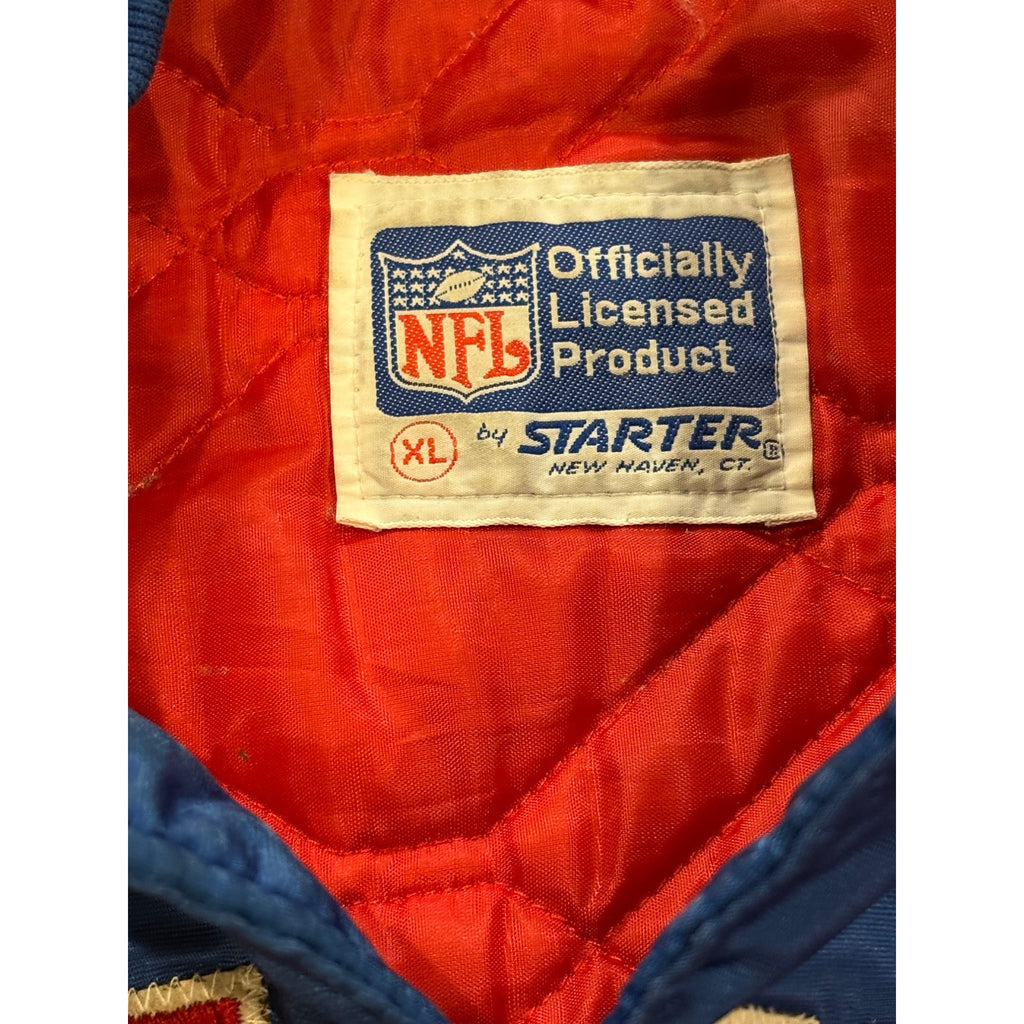 NFL
Officially
Licensed
Product
XL
by STARTER®
NEW HAVEN, CT.